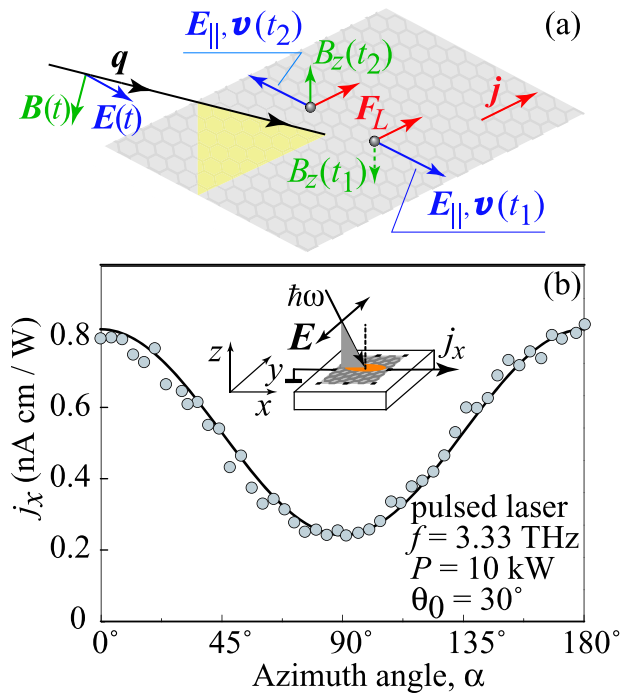 (a)
E||, v(t2)
Bz(t2)
q
B(t)
E(t)
FL
j
Bz(t1)
E||, v(t1)
(b)
ħω
E
jx
z
y
x
jx (nA cm / W)
0.8
0.6
0.4
0.2
0
pulsed laser
f = 3.33 THz
P = 10 kW
θ0 = 30°
0° 45° 90° 135° 180°
Azimuth angle, α